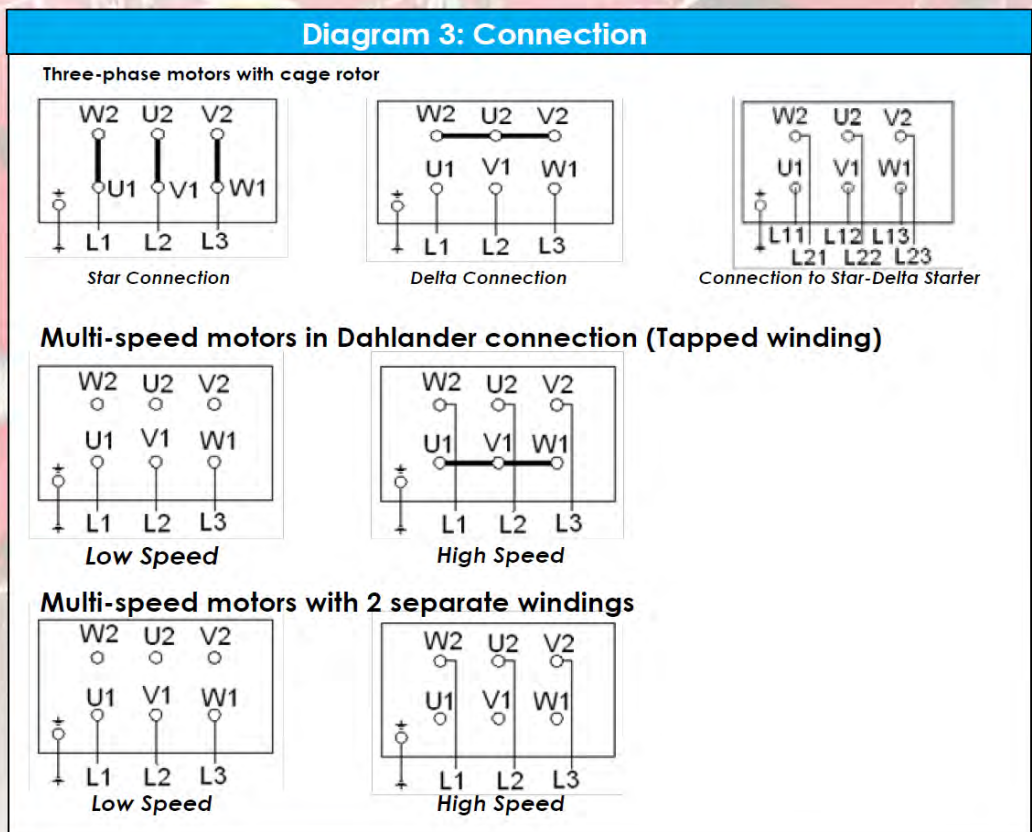 Diagram 3: Connection
Three-phase motors with cage rotor
W2 U2 V2
U1 V1 W1
L1 L2 L3
Star Connection
W2 U2 V2
U1 V1 W1
L1 L2 L3
Delta Connection
W2 U2 V2
U1 V1 W1
L11 L12 L13
L21 L22 L23
Connection to Star-Delta Starter
Multi-speed motors in Dahlander connection (Tapped winding)
W2 U2 V2
U1 V1 W1
L1 L2 L3
Low Speed
W2 U2 V2
U1 V1 W1
L1 L2 L3
High Speed
Multi-speed motors with 2 separate windings
W2 U2 V2
U1 V1 W1
L1 L2 L3
Low Speed
W2 U2 V2
U1 V1 W1
L1 L2 L3
High Speed